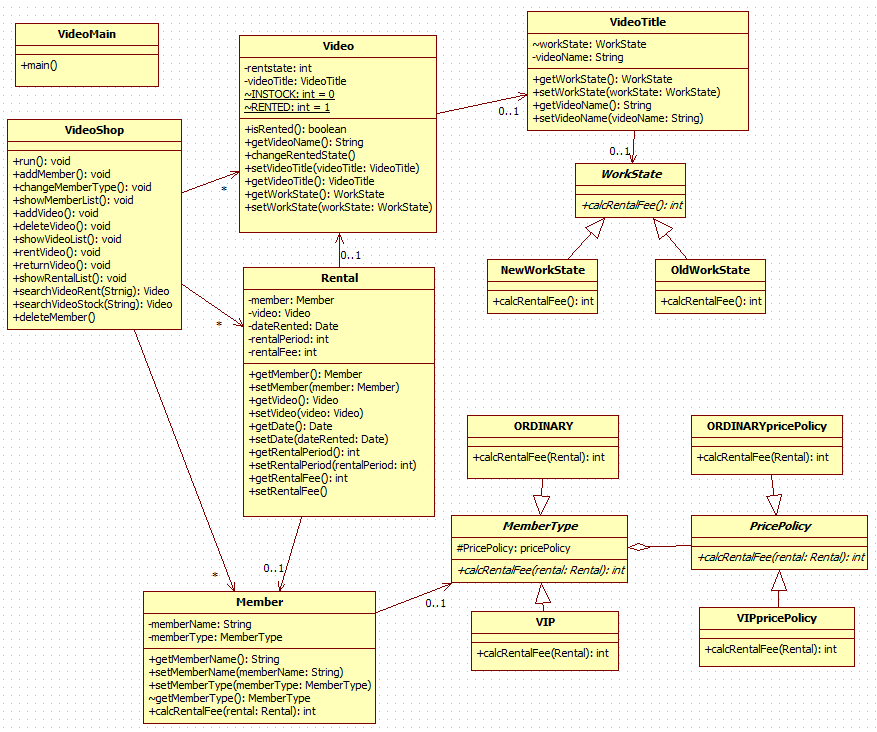 VideoMain
+main()
VideoShop
+run(): void
+addMember(): void
+changeMemberType(): void
+showMemberList(): void
+addVideo(): void
+deleteVideo(): void
+showVideoList(): void
+rentVideo(): void
+returnVideo(): void
+showRentalList(): void
+searchVideoRent(Strnig): Video
+searchVideoStock(String): Video
+deleteMember()
*
*
*
Video
-rentstate: int
-videoTitle: VideoTitle
~INSTOCK: int = 0
~RENTED: int = 1
+isRented(): boolean
+getVideoName(): String
+changeRentedState()
+setVideoTitle(videoTitle: VideoTitle)
+getVideoTitle(): VideoTitle
+getWorkState(): WorkState
+setWorkState(workState: WorkState)
0..1
VideoTitle
~workState: WorkState
-videoName: String
+getWorkState(): WorkState
+setWorkState(workState: WorkState)
+getVideoName(): String
+setVideoName(videoName: String)
0..1
WorkState
+calcRentalFee(): int
NewWorkState
+calcRentalFee(): int
OldWorkState
+calcRentalFee(): int
0..1
Rental
-member: Member
-video: Video
-dateRented: Date
-rentalPeriod: int
-rentalFee: int
+getMember(): Member
+setMember(member: Member)
+getVideo(): Video
+setVideo(video: Video)
+getDate(): Date
+setDate(dateRented: Date)
+getRentalPeriod(): int
+setRentalPeriod(rentalPeriod: int)
+getRentalFee(): int
+setRentalFee()
0..1
Member
-memberName: String
-memberType: MemberType
+getMemberName(): String
+setMemberName(memberName: String)
+setMemberType(memberType: MemberType)
~getMemberType(): MemberType
+calcRentalFee(rental: Rental): int
0..1
ORDINARY
+calcRentalFee(Rental): int
MemberType
#PricePolicy: pricePolicy
+calcRentalFee(rental: Rental): int
VIP
+calcRentalFee(Rental): int
ORDINARYpricePolicy
+calcRentalFee(Rental): int
PricePolicy
+calcRentalFee(rental: Rental): int
VIPpricePolicy
+calcRentalFee(Rental): int